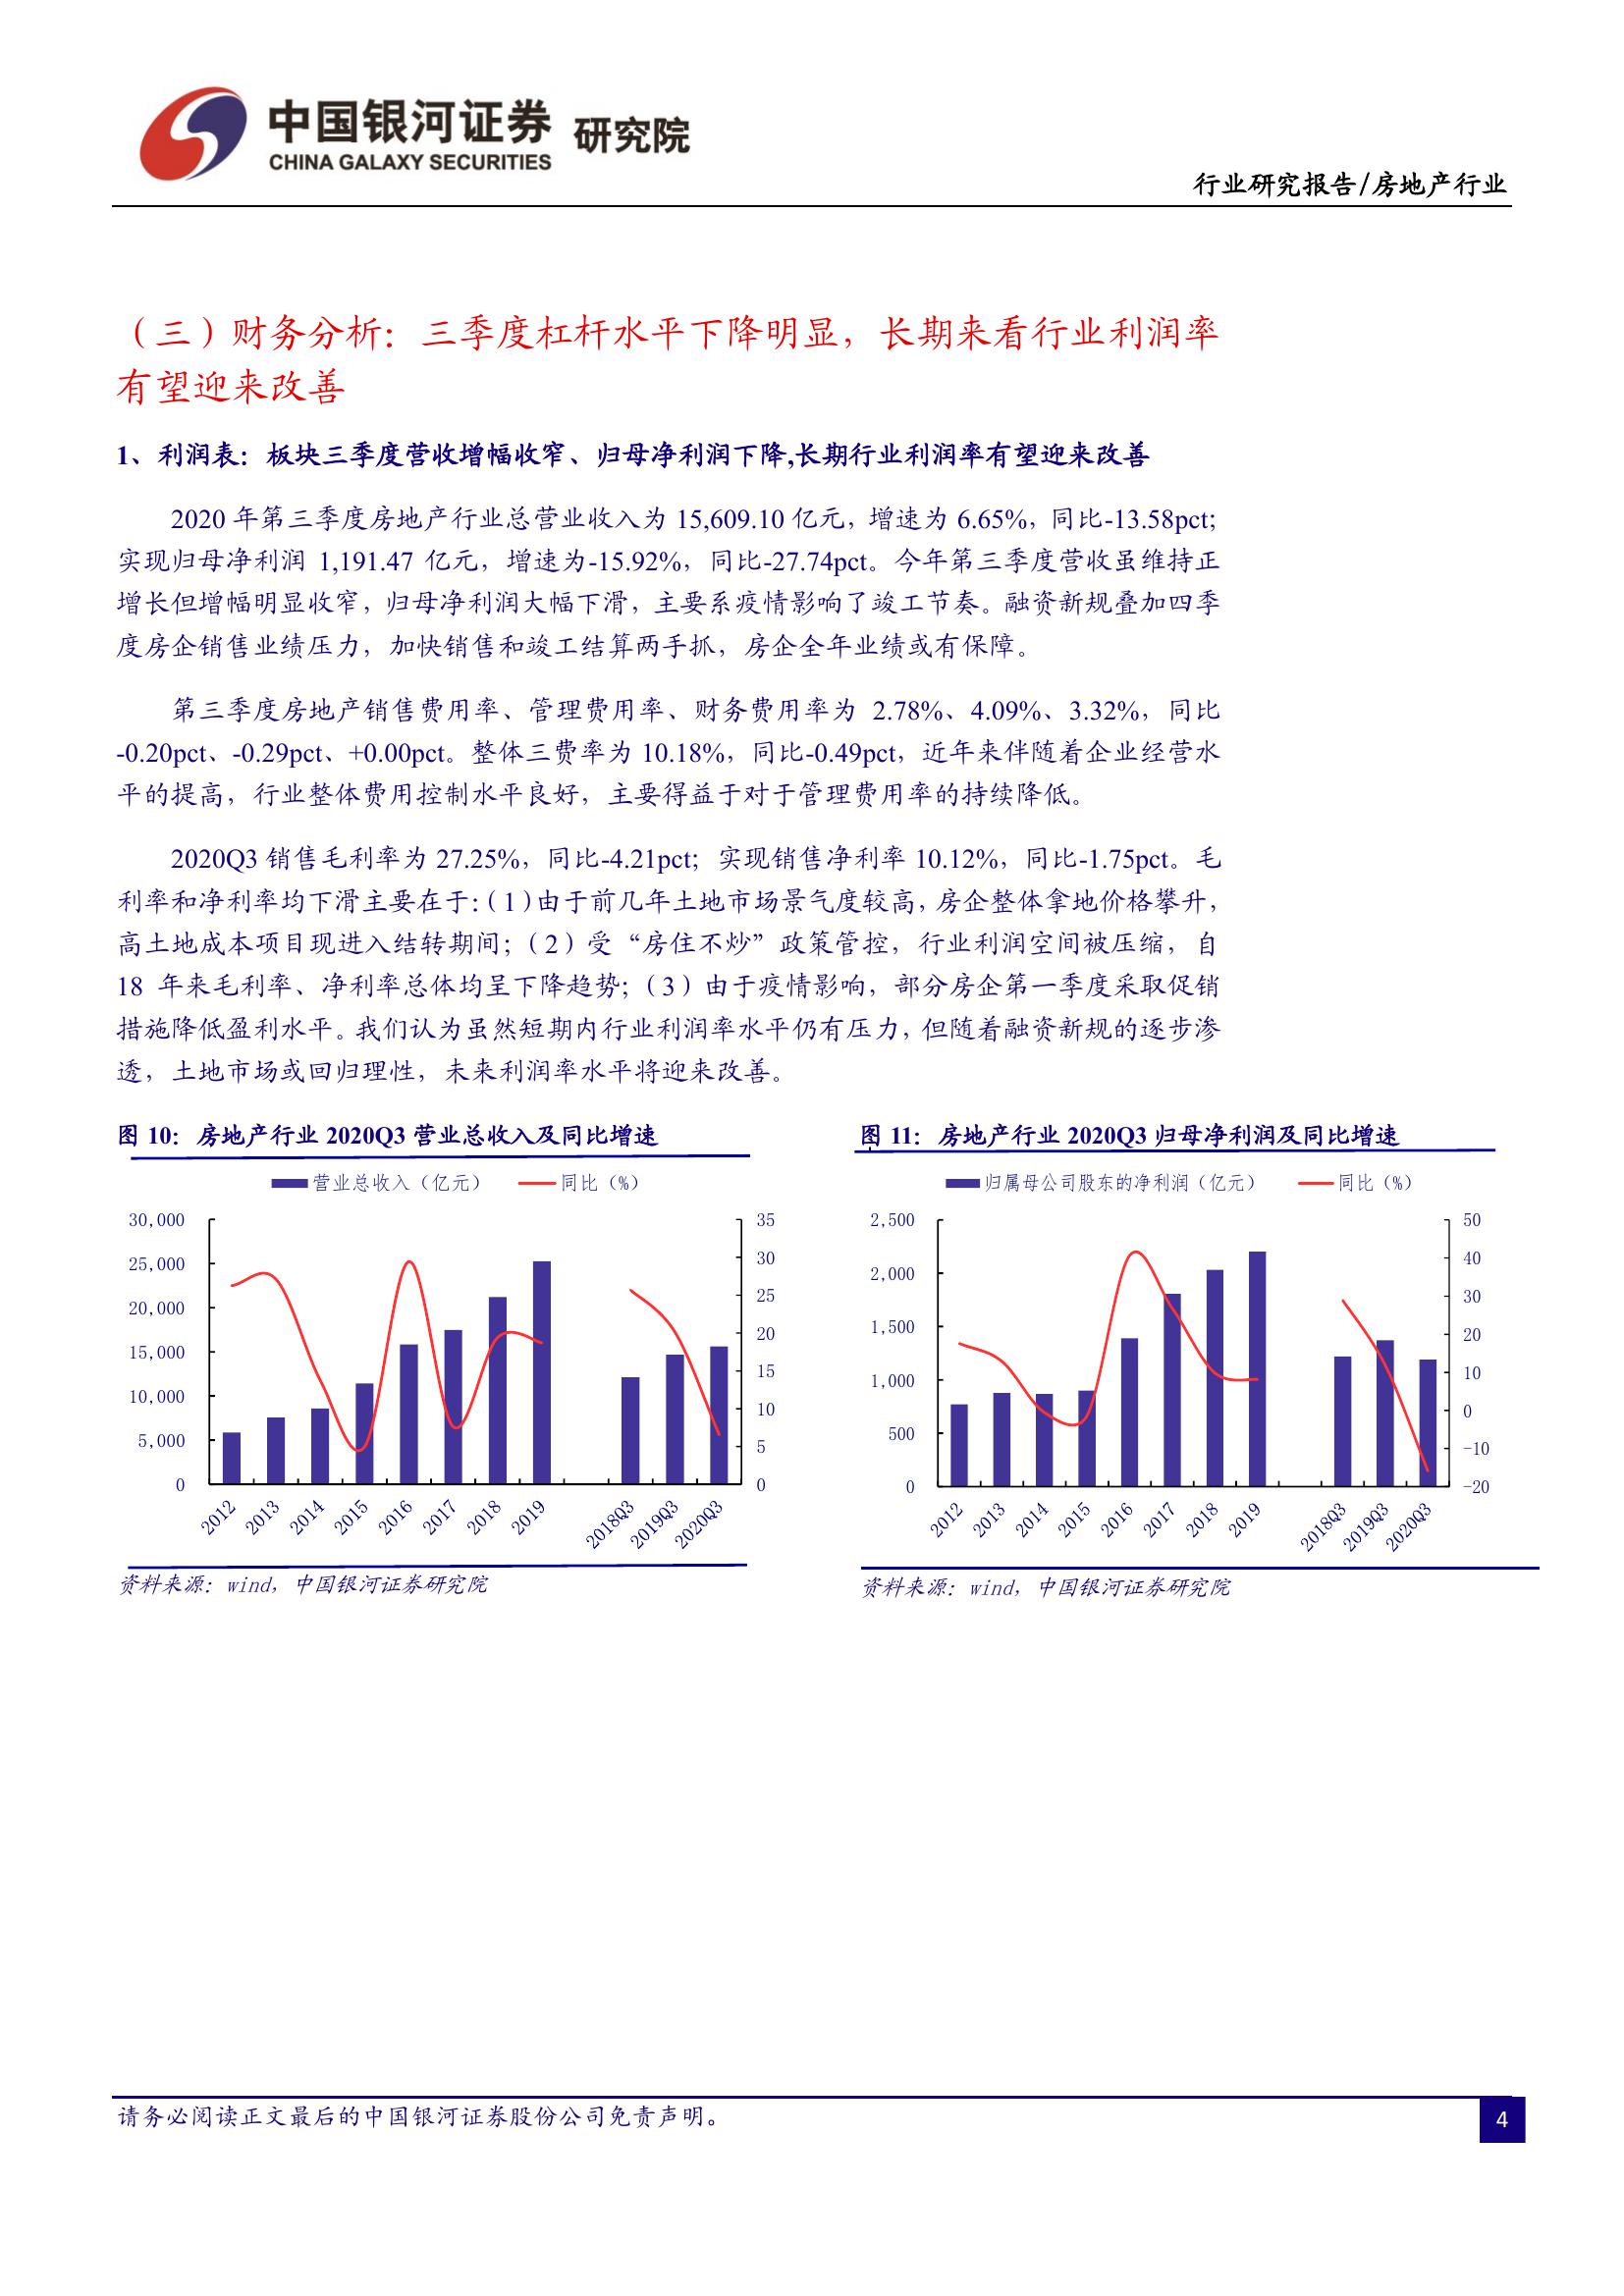 中国银河证券 研究院
CHINA GALAXY SECURITIES
行业研究报告/房地产行业
（三）财务分析：三季度杠杆水平下降明显，长期来看行业利润率
有望迎来改善
1、利润表：板块三季度营收增幅收窄、归母净利润下降,长期行业利润率有望迎来改善
2020 年第三季度房地产行业总营业收入为 15,609.10 亿元，增速为 6.65%，同比-13.58pct；
实现归母净利润 1,191.47 亿元，增速为-15.92%，同比-27.74pct。今年第三季度营收虽维持正
增长但增幅明显收窄，归母净利润大幅下滑，主要系疫情影响了竣工节奏。融资新规叠加四季
度房企销售业绩压力，加快销售和竣工结算两手抓，房企全年业绩或有保障。
第三季度房地产销售费用率、管理费用率、财务费用率为 2.78%、4.09%、3.32%，同比
-0.20pct、-0.29pct、+0.00pct。整体三费率为 10.18%，同比-0.49pct，近年来伴随着企业经营水
平的提高，行业整体费用控制水平良好，主要得益于对于管理费用率的持续降低。
2020Q3 销售毛利率为 27.25%，同比-4.21pct；实现销售净利率 10.12%，同比-1.75pct。毛
利率和净利率均下滑主要在于：（1）由于前几年土地市场景气度较高，房企整体拿地价格攀升，
高土地成本项目现进入结转期间；（2）受“房住不炒”政策管控，行业利润空间被压缩，自
18 年来毛利率、净利率总体均呈下降趋势；（3）由于疫情影响，部分房企第一季度采取促销
措施降低盈利水平。我们认为虽然短期内行业利润率水平仍有压力，但随着融资新规的逐步渗
透，土地市场或回归理性，未来利润率水平将迎来改善。
图 10：房地产行业 2020Q3 营业总收入及同比增速
营业总收入（亿元） 同比（%）
30,000
25,000
20,000
15,000
10,000
5,000
0
35
30
25
20
15
10
5
0
2012 2013 2014 2015 2016 2017 2018 2019 2018Q3 2019Q3 2020Q3
资料来源：wind，中国银河证券研究院
图 11：房地产行业 2020Q3 归母净利润及同比增速
归属母公司股东的净利润（亿元） 同比（%）
2,500
2,000
1,500
1,000
500
0
50
40
30
20
10
0
-10
-20
2012 2013 2014 2015 2016 2017 2018 2019 2018Q3 2019Q3 2020Q3
资料来源：wind，中国银河证券研究院
请务必阅读正文最后的中国银河证券股份公司免责声明。
4